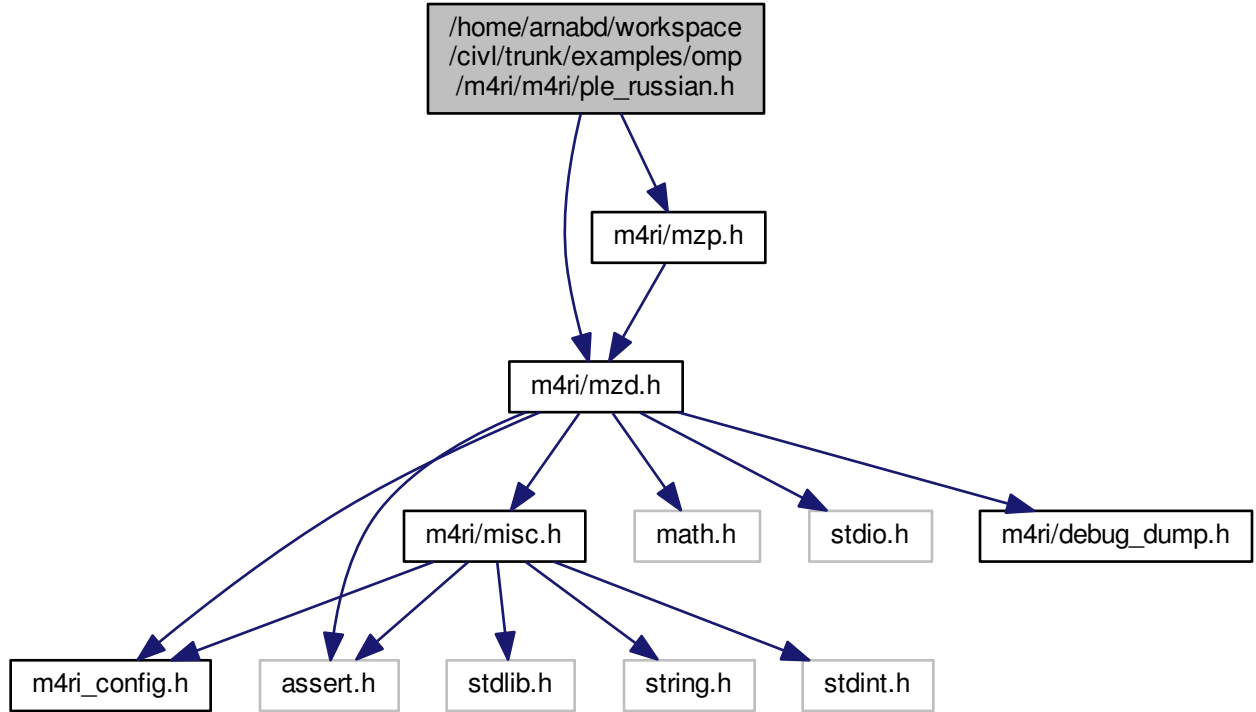 /home/arnabd/workspace
/civl/trunk/examples/omp
/m4ri/m4ri/ple_russian.h
m4ri/mzp.h
m4ri/mzd.h
m4ri/misc.h
math.h
stdio.h
m4ri/debug_dump.h
m4ri_config.h
assert.h
stdlib.h
string.h
stdint.h